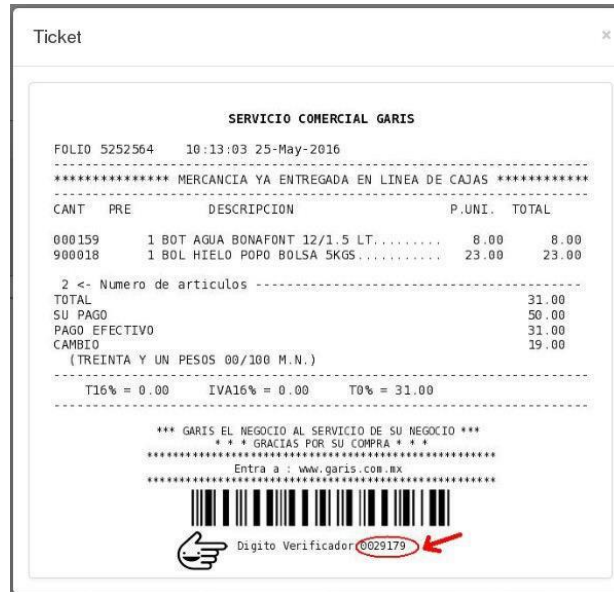 Ticket ×
SERVICIO COMERCIAL GARIS
FOLIO 5252564 10:13:03 25-May-2016
*************** MERCANCIA YA ENTREGADA EN LINEA DE CAJAS ************
CANT PRE DESCRIPCION P.UNI. TOTAL
000159 1 BOT AGUA BONAFONT 12/1.5 LT......... 8.00 8.00
900018 1 BOL HIELO POPO BOLSA 5KGS........... 23.00 23.00
2 <- Numero de articulos ------------------------------------------
TOTAL 31.00
SU PAGO 50.00
PAGO EFECTIVO 31.00
CAMBIO 19.00
(TREINTA Y UN PESOS 00/100 M.N.)
T16% = 0.00 IVA16% = 0.00 T0% = 31.00
*** GARIS EL NEGOCIO AL SERVICIO DE SU NEGOCIO ***
* * * GRACIAS POR SU COMPRA * * *
****************************************************
Entra a : www.garis.com.mx
****************************************************
Digito Verificador 0029179